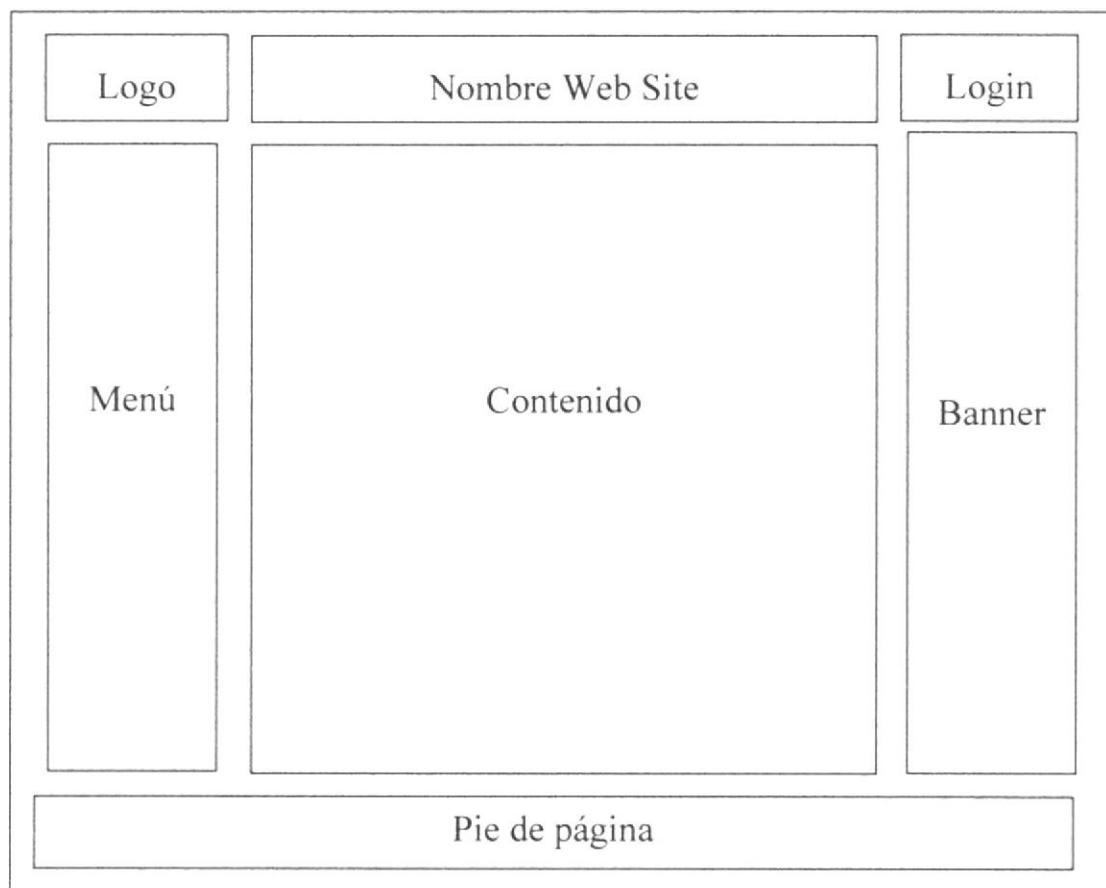 Logo
Nombre Web Site
Login
Menú
Contenido
Banner
Pie de página